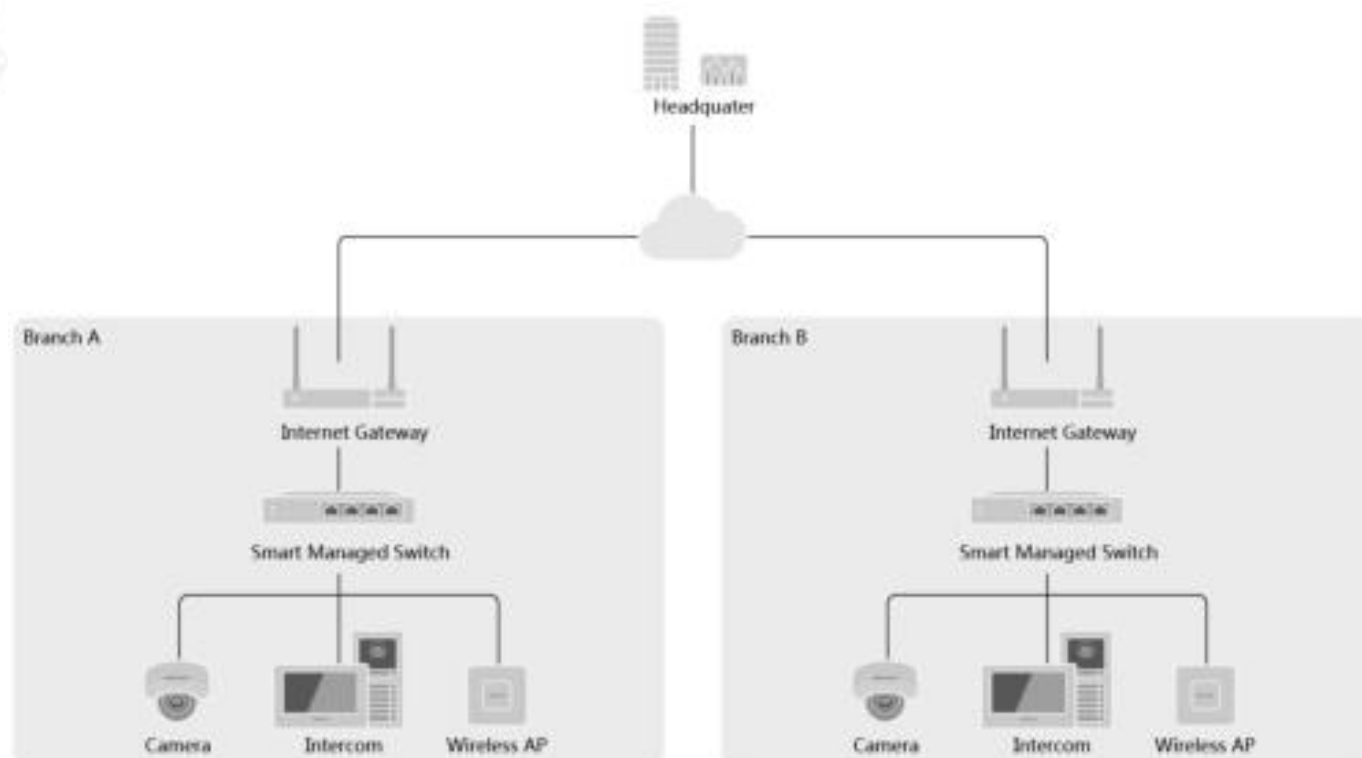 Headquater
Branch A
Branch B
Internet Gateway
Internet Gateway
Smart Managed Switch
Smart Managed Switch
Camera
Intercom
Wireless AP
Camera
Intercom
Wireless AP